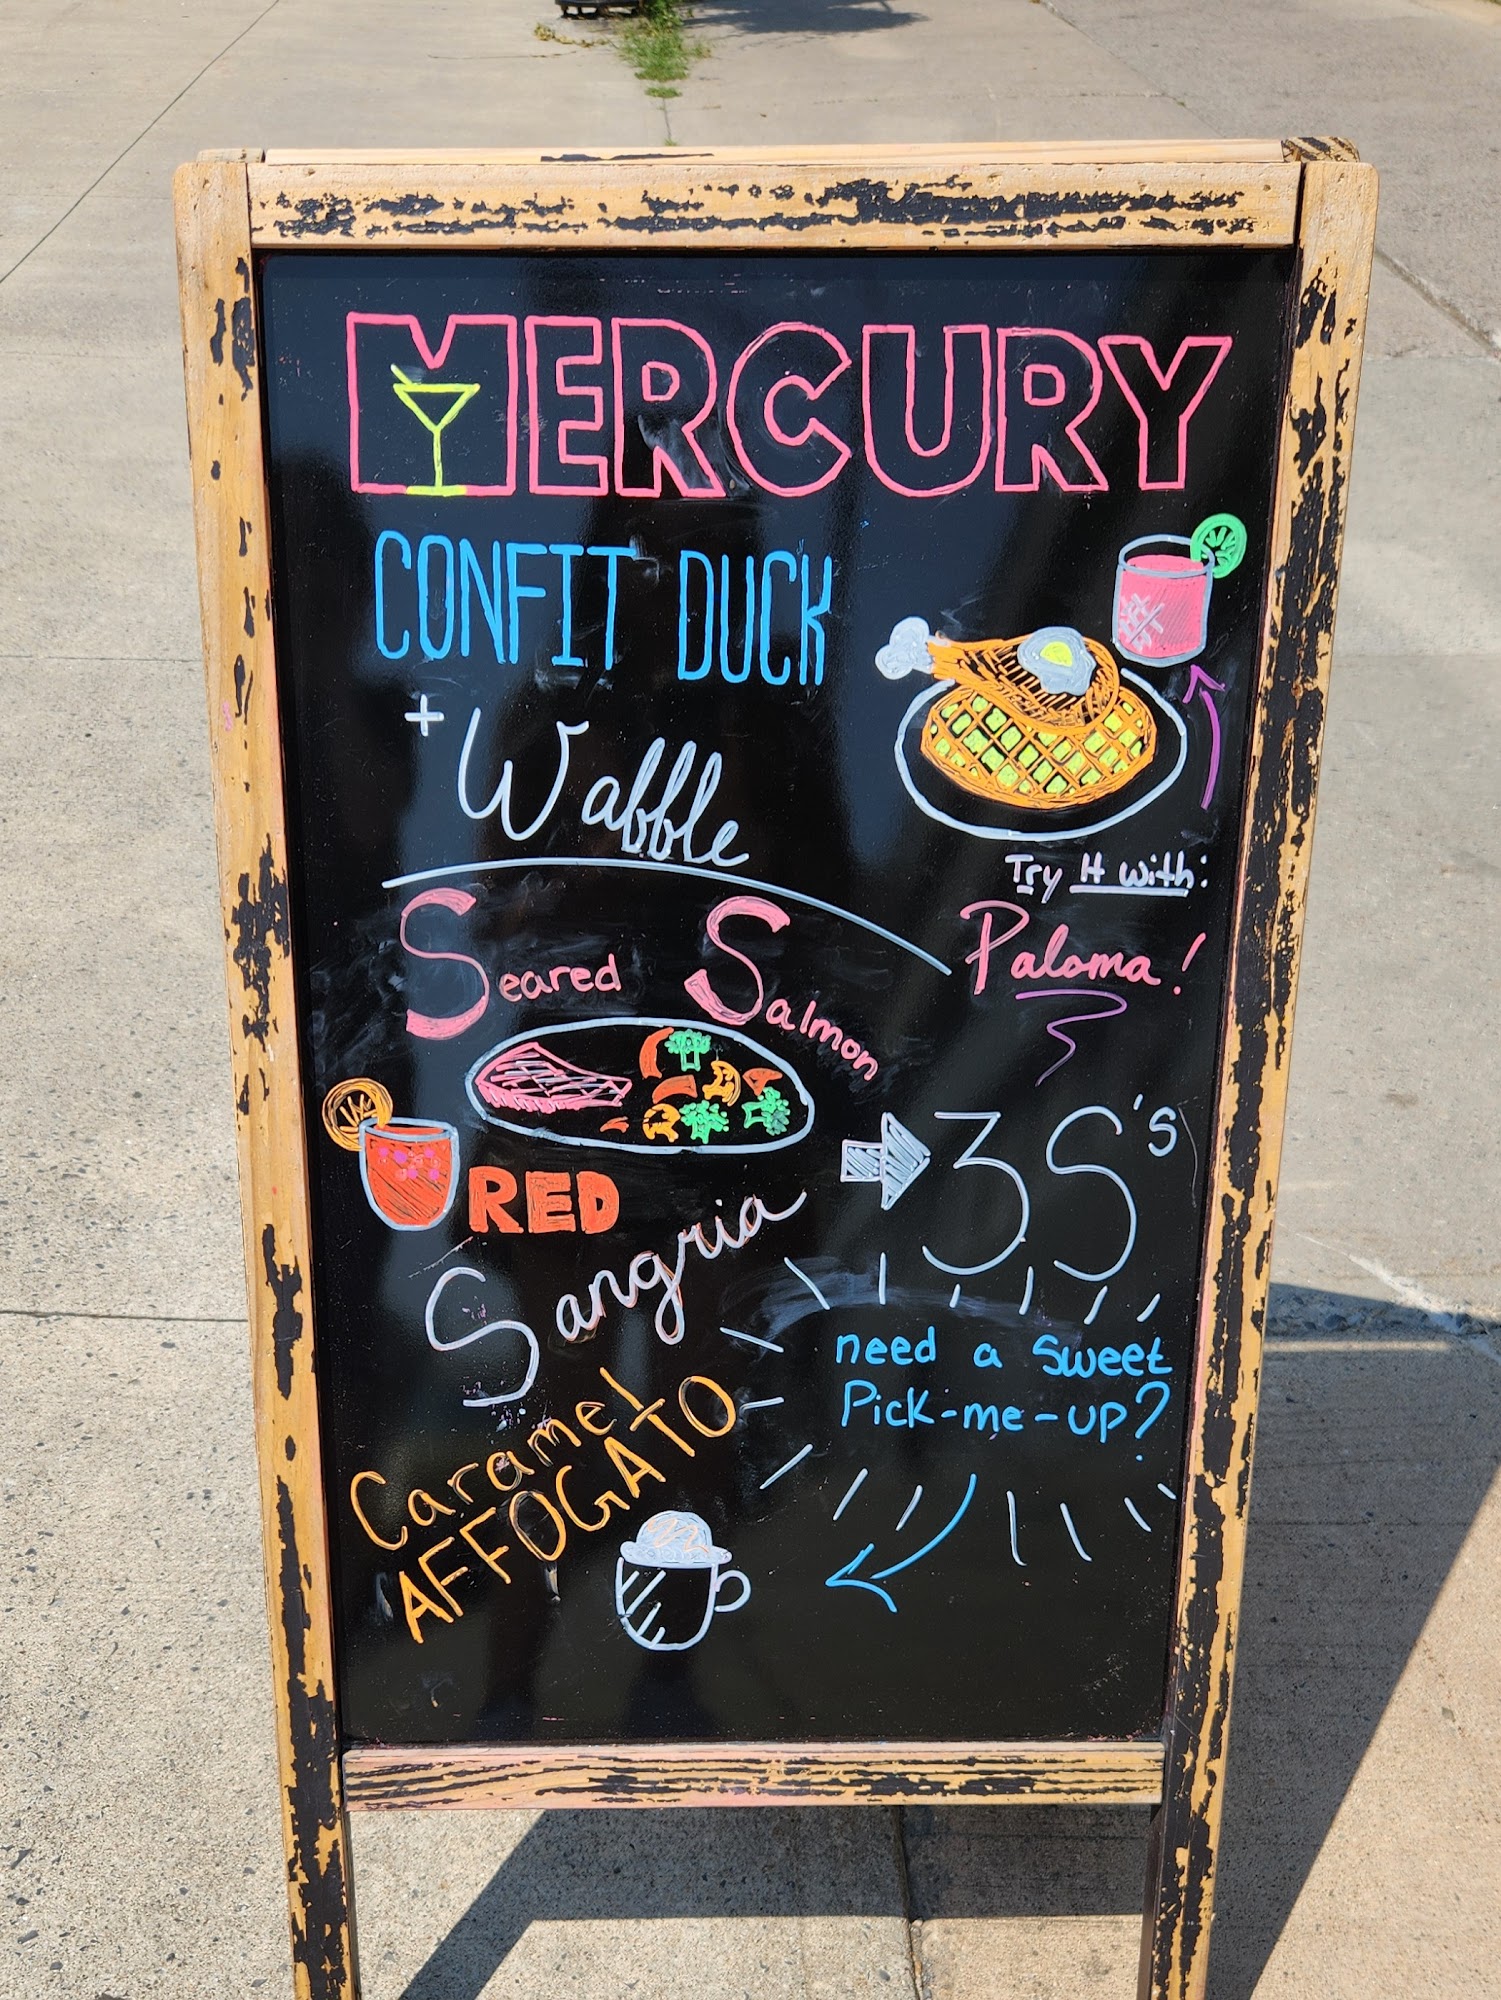 MERCURY
CONFIT DUCK
+ Waffle
Try It with:
Paloma!
Seared Salmon
3S's
RED
Sangria
need a Sweet
Pick-me-up?
Caramel
AFFOGATO